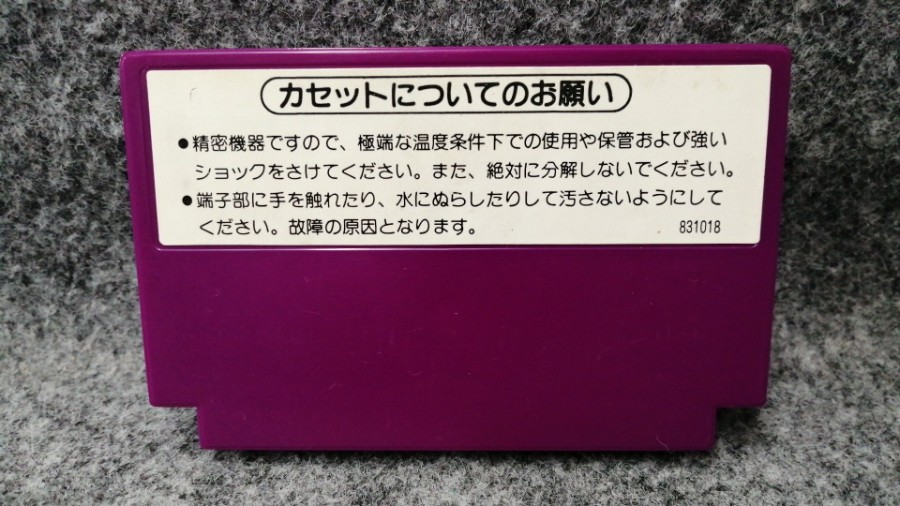 カセットについてのお願い
●精密機器ですので、極端な温度条件下での使用や保管および強い
ショックをさけてください。また、絶対に分解しないでください。
●端子部に手を触れたり、水にぬらしたりして汚さないようにして
ください。故障の原因となります。 831018